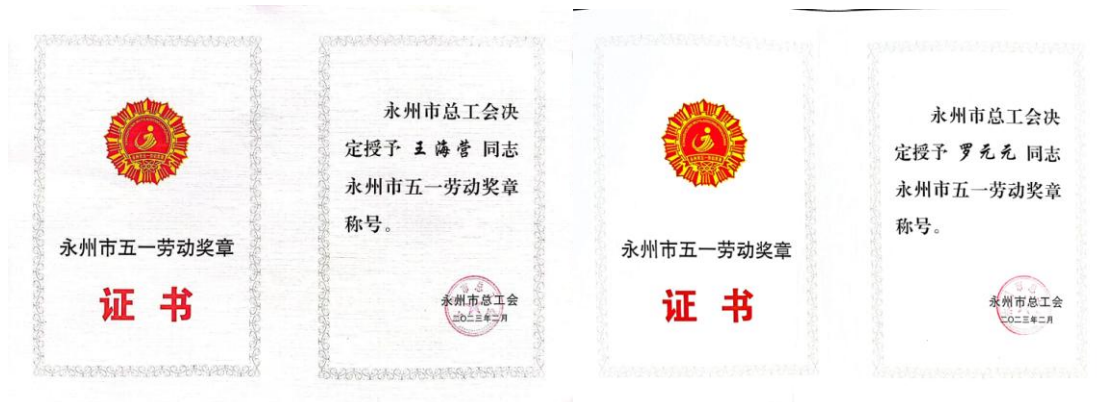 永州市五一劳动奖章
证书
永州市总工会决
定授予 王海营 同志
永州市五一劳动奖章
称号。
永州市总工会
二〇二三年二月
永州市五一劳动奖章
证书
永州市总工会决
定授予 罗元元 同志
永州市五一劳动奖章
称号。
永州市总工会
二〇二三年二月